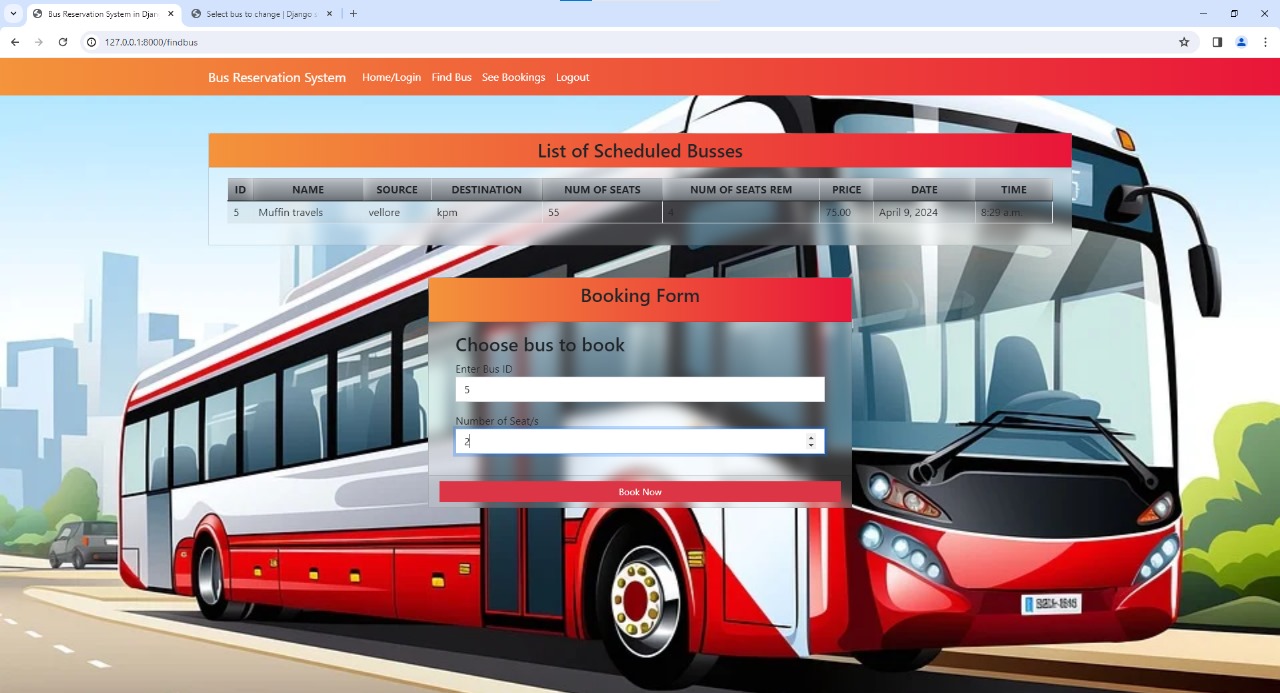 Bus Reservation System in Djan
Select bus to change | Django s
127.0.0.1:8000/findbus
Bus Reservation System Home/Login Find Bus See Bookings Logout
List of Scheduled Busses
ID NAME SOURCE DESTINATION NUM OF SEATS NUM OF SEATS REM PRICE DATE TIME
5 Muffin travels vellore kpm 55 4 75.00 April 9, 2024 8:29 a.m.
Booking Form
Choose bus to book
Enter Bus ID
5
Number of Seat/s
2
Book Now